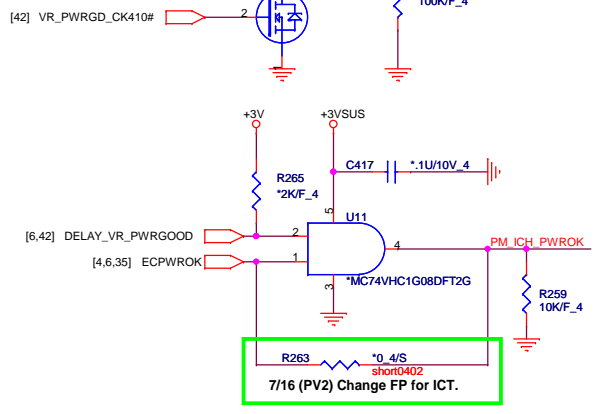 100K/F_4
[42] VR_PWRGD_CK410#
2
1
+3V
+3VSUS
C417
*.1U/10V_4
R265
*2K/F_4
5
U11
[6,42] DELAY_VR_PWRGOOD
2
4
PM_ICH_PWROK
[4,6,35] ECPWROK
1
*MC74VHC1G08DFT2G
3
R259
10K/F_4
R263
*0_4/S
short0402
7/16 (PV2) Change FP for ICT.